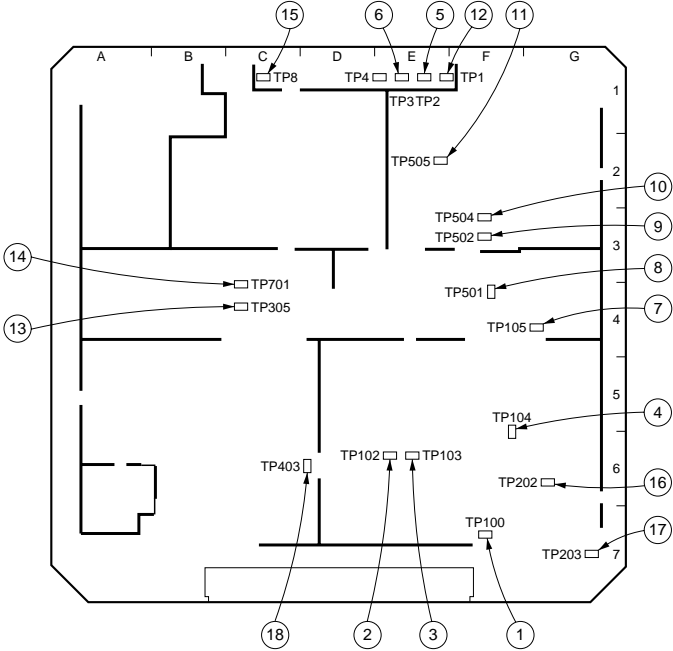 15 6 5 12 11
A B C D E F G
TP8 TP4 TP1
TP3 TP2
1
TP505
2
10
TP504
TP502
9
3
14
TP701
8
TP501
13
TP305
4
7
TP105
5
TP104
4
TP403 TP102 TP103
6
TP202
16
TP100
17
TP203
7
18 2 3 1